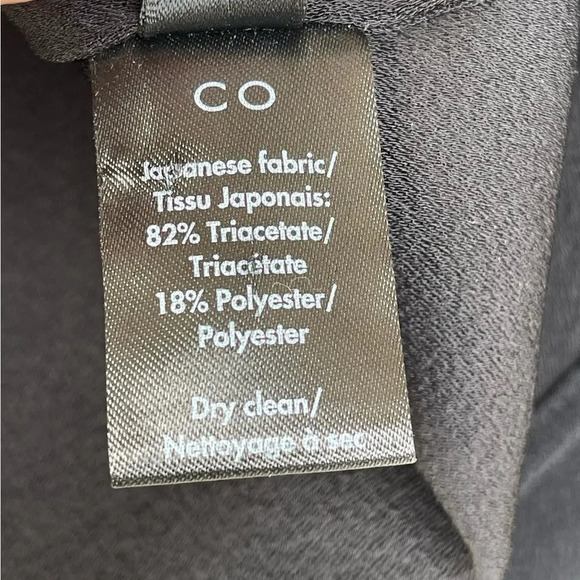 CO
Japanese fabric/
Tissu Japonais:
82% Triacetate/
Triacétate
18% Polyester/
Polyester
Dry clean/
Nettoyage à sec